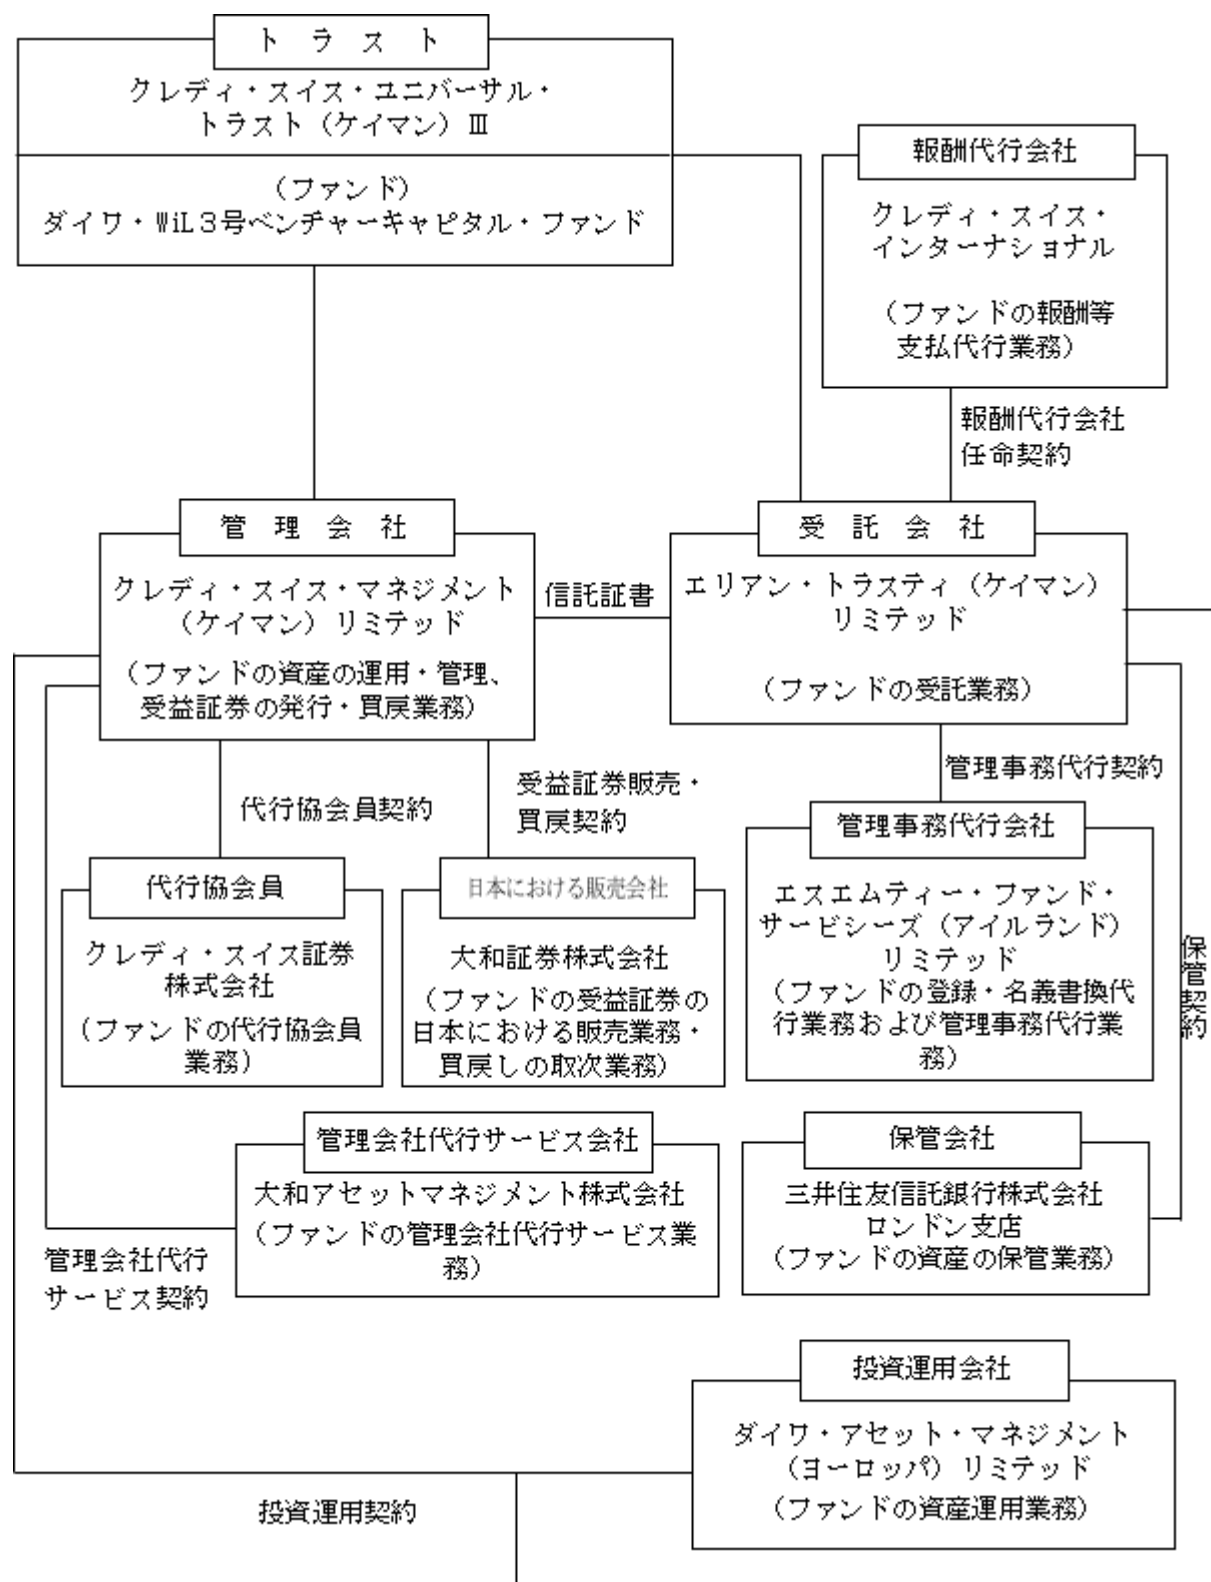 トラスト
クレディ・スイス・ユニバーサル・
トラスト（ケイマン）Ⅲ
（ファンド）
ダイワ・WiL３号ベンチャーキャピタル・ファンド
報酬代行会社
クレディ・スイス・
インターナショナル
（ファンドの報酬等
支払代行業務）
報酬代行会社
任命契約
管理会社
クレディ・スイス・マネジメント
（ケイマン）リミテッド
（ファンドの資産の運用・管理、
受益証券の発行・買戻業務）
信託証書
受託会社
エリアン・トラスティ（ケイマン）
リミテッド
（ファンドの受託業務）
代行協会員契約
受益証券販売・
買戻契約
管理事務代行契約
代行協会員
クレディ・スイス証券
株式会社
（ファンドの代行協会員
業務）
日本における販売会社
大和証券株式会社
（ファンドの受益証券の
日本における販売業務・
買戻しの取次業務）
管理事務代行会社
エスエムティー・ファンド・
サービシーズ（アイルランド）
リミテッド
（ファンドの登録・名義書換代
行業務および管理事務代行業
務）
保管契約
管理会社代行サービス会社
大和アセットマネジメント株式会社
（ファンドの管理会社代行サービス業
務）
管理会社代行
サービス契約
保管会社
三井住友信託銀行株式会社
ロンドン支店
（ファンドの資産の保管業務）
投資運用会社
ダイワ・アセット・マネジメント
（ヨーロッパ）リミテッド
（ファンドの資産運用業務）
投資運用契約